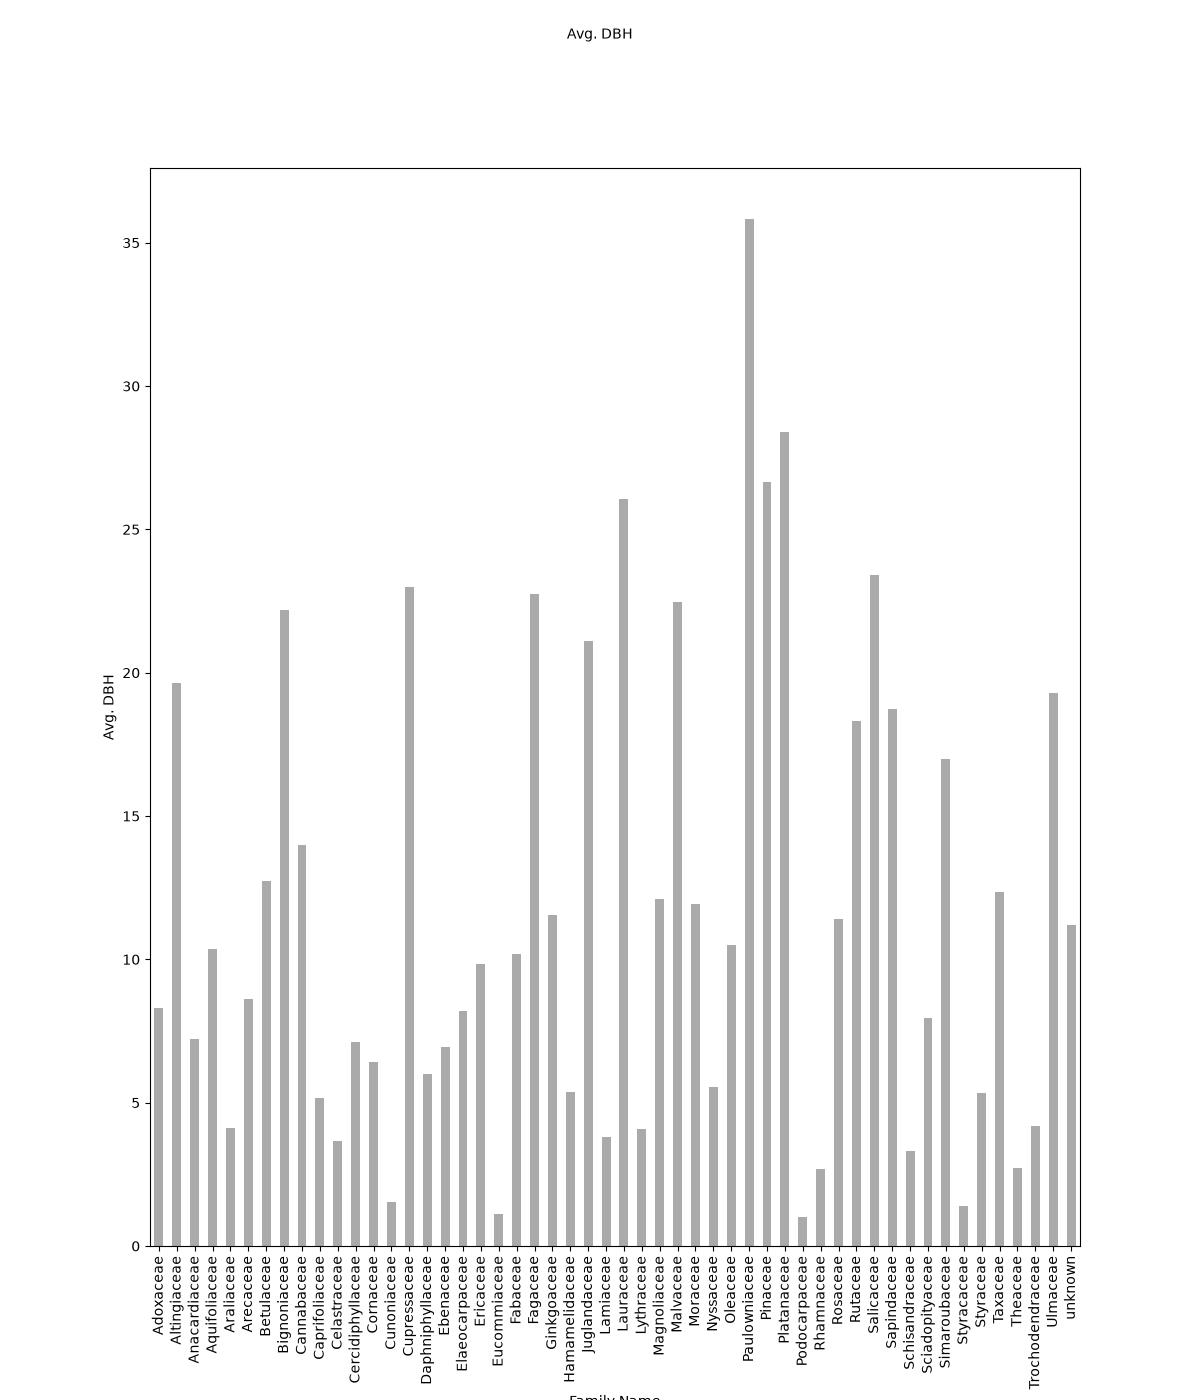 Avg. DBH
35
30
25
20
15
10
5
0
Avg. DBH
Adoxaceae
Altingiaceae
Anacardiaceae
Aquifoliaceae
Araliaceae
Arecaceae
Betulaceae
Bignoniaceae
Cannabaceae
Caprifoliaceae
Celastraceae
Cercidiphyllaceae
Cornaceae
Cunoniaceae
Cupressaceae
Daphniphyllaceae
Ebenaceae
Elaeocarpaceae
Ericaceae
Eucommiaceae
Fabaceae
Fagaceae
Ginkgoaceae
Hamamelidaceae
Juglandaceae
Lamiaceae
Lauraceae
Lythraceae
Magnoliaceae
Malvaceae
Moraceae
Nyssaceae
Oleaceae
Paulowniaceae
Pinaceae
Platanaceae
Podocarpaceae
Rhamnaceae
Rosaceae
Rutaceae
Salicaceae
Sapindaceae
Schisandraceae
Sciadopityaceae
Simaroubaceae
Styracaceae
Styraceae
Taxaceae
Theaceae
Trochodendraceae
Ulmaceae
unknown
Family Name